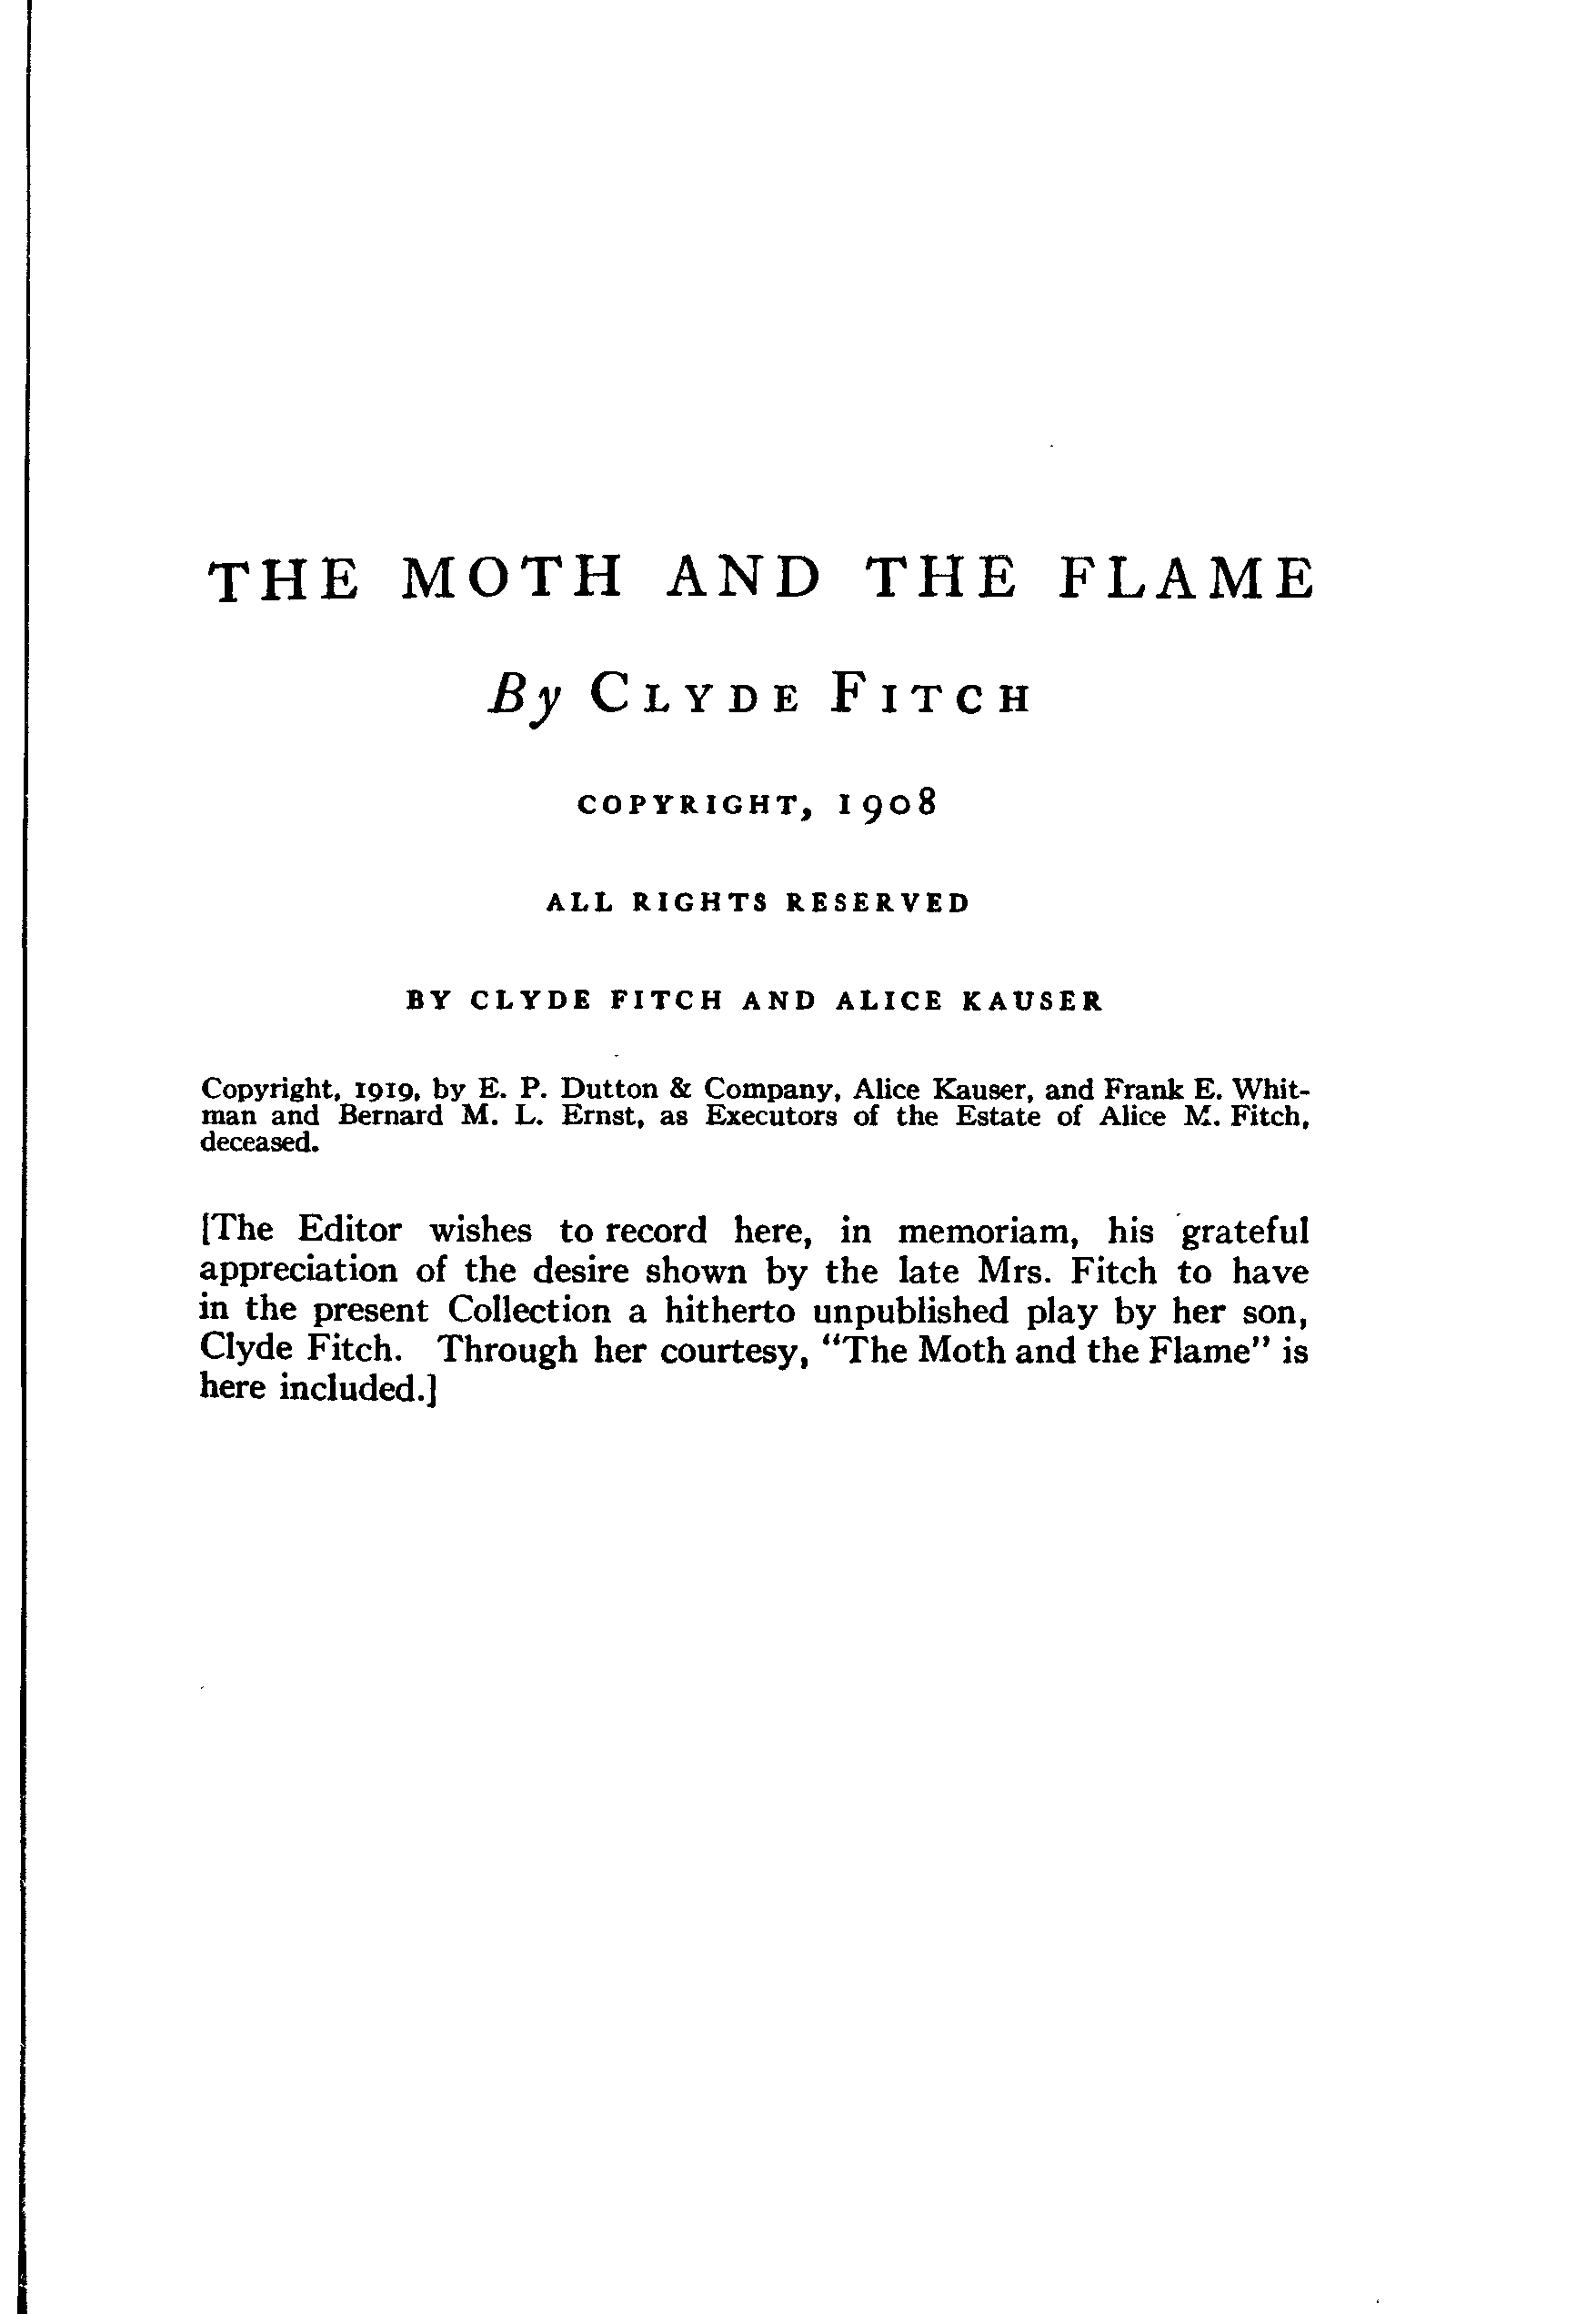 THE MOTH AND THE FLAME
By CLYDE FITCH
COPYRIGHT, 1908
ALL RIGHTS RESERVED
BY CLYDE FITCH AND ALICE KAUSER
Copyright, 1919, by E. P. Dutton & Company, Alice Kauser, and Frank E. Whit-
man and Bernard M. L. Ernst, as Executors of the Estate of Alice M. Fitch,
deceased.
[The Editor wishes to record here, in memoriam, his grateful
appreciation of the desire shown by the late Mrs. Fitch to have
in the present Collection a hitherto unpublished play by her son,
Clyde Fitch. Through her courtesy, "The Moth and the Flame" is
here included.]